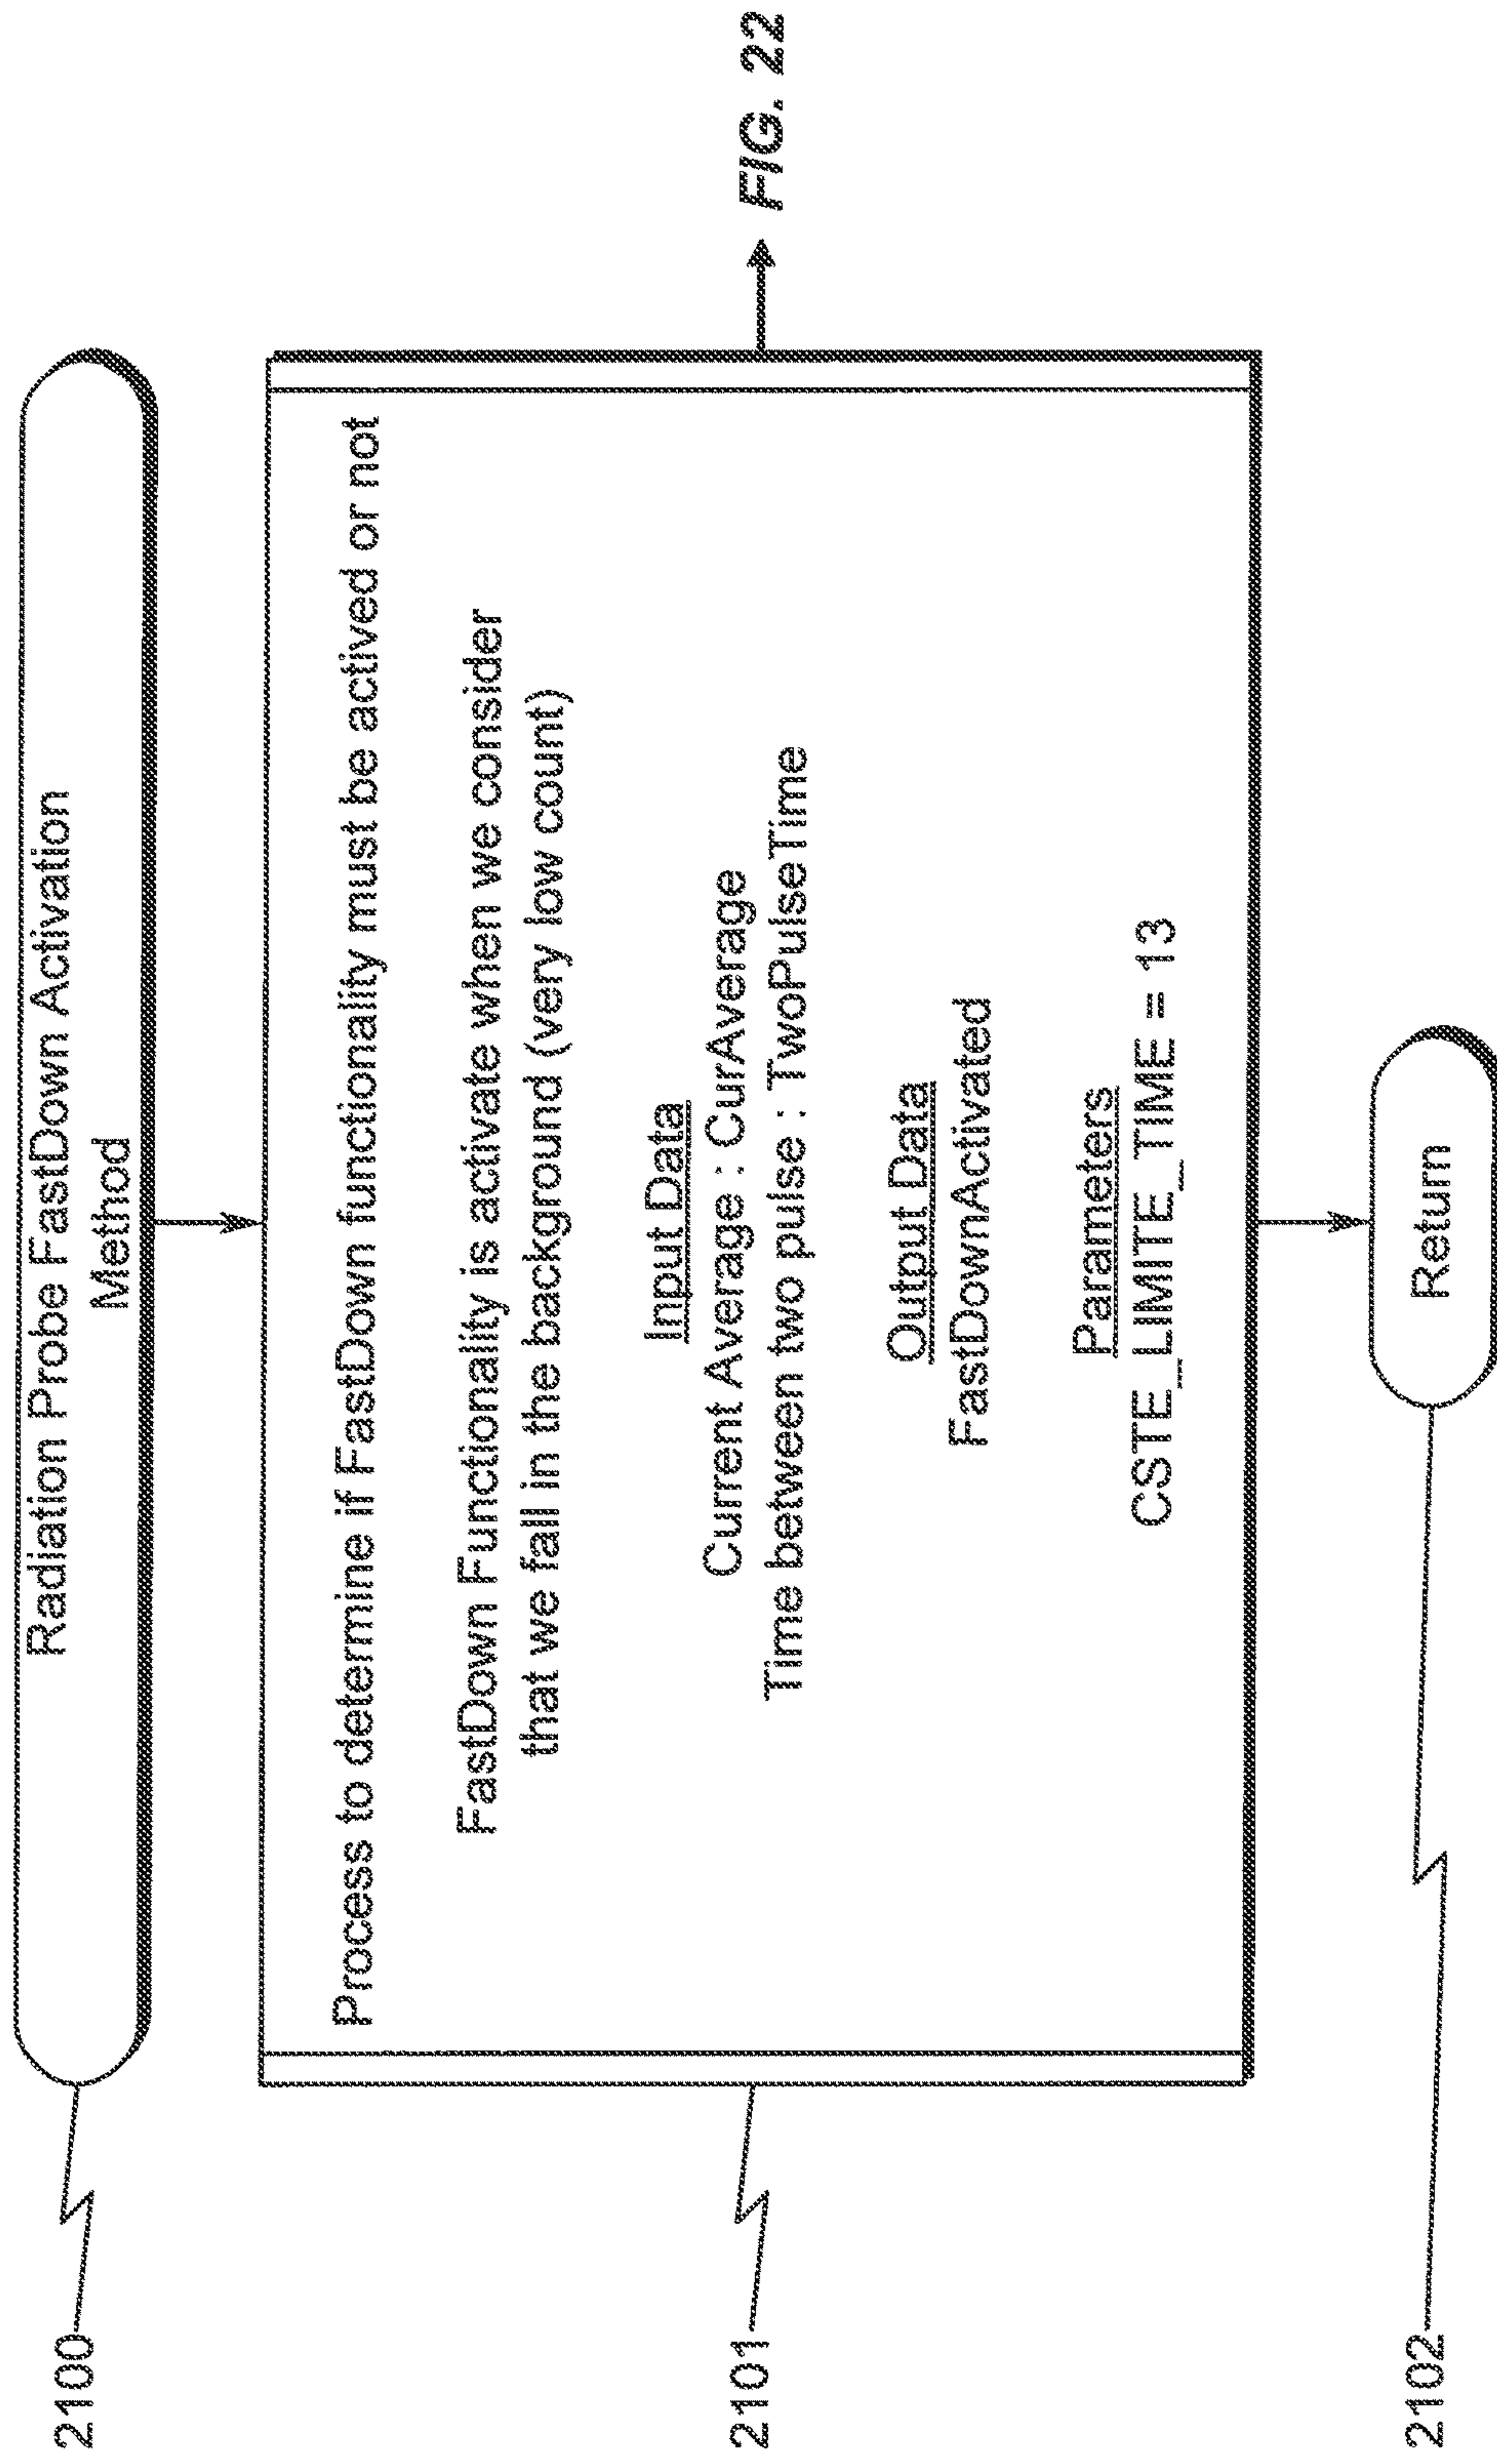 2100
Radiation Probe FastDown Activation
Method
2101
Process to determine if FastDown functionality must be actived or not
FastDown Functionality is activate when we consider
that we fall in the background (very low count)
Input Data
Current Average : CurAverage
Time between two pulse : TwoPulseTime
Output Data
FastDownActivated
Parameters
CSTE_LIMITE_TIME = 13
FIG. 22
2102
Return